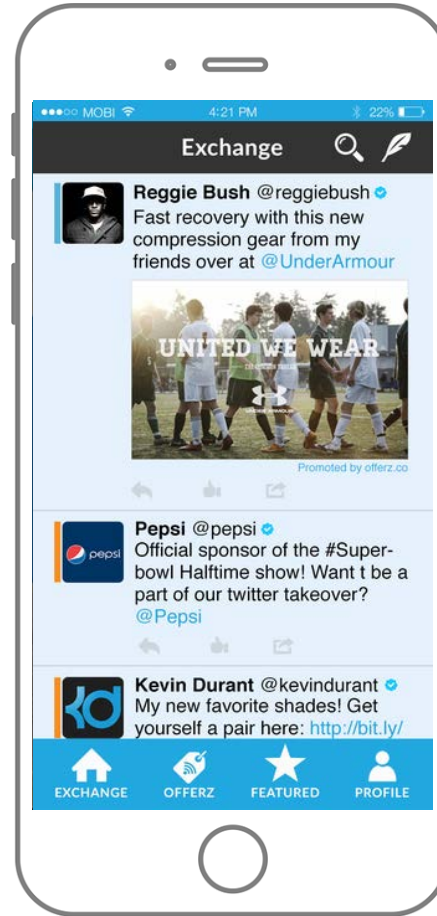 MOBI 4:21 PM 22%
Exchange
Reggie Bush @reggiebush
Fast recovery with this new
compression gear from my
friends over at @UnderArmour
UNITED WE WEAR
UNDER ARMOUR
Promoted by offerz.co
pepsi
Pepsi @pepsi
Official sponsor of the #Super-
bowl Halftime show! Want t be a
part of our twitter takeover?
@Pepsi
Kevin Durant @kevindurant
My new favorite shades! Get
yourself a pair here: http://bit.ly/
EXCHANGE OFFERZ FEATURED PROFILE